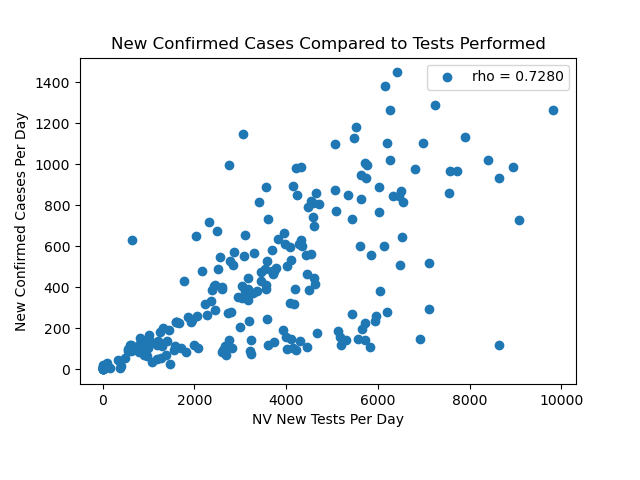 New Confirmed Cases Compared to Tests Performed
rho = 0.7280
New Confirmed Caeses Per Day
1400
1200
1000
800
600
400
200
0
0 2000 4000 6000 8000 10000
NV New Tests Per Day